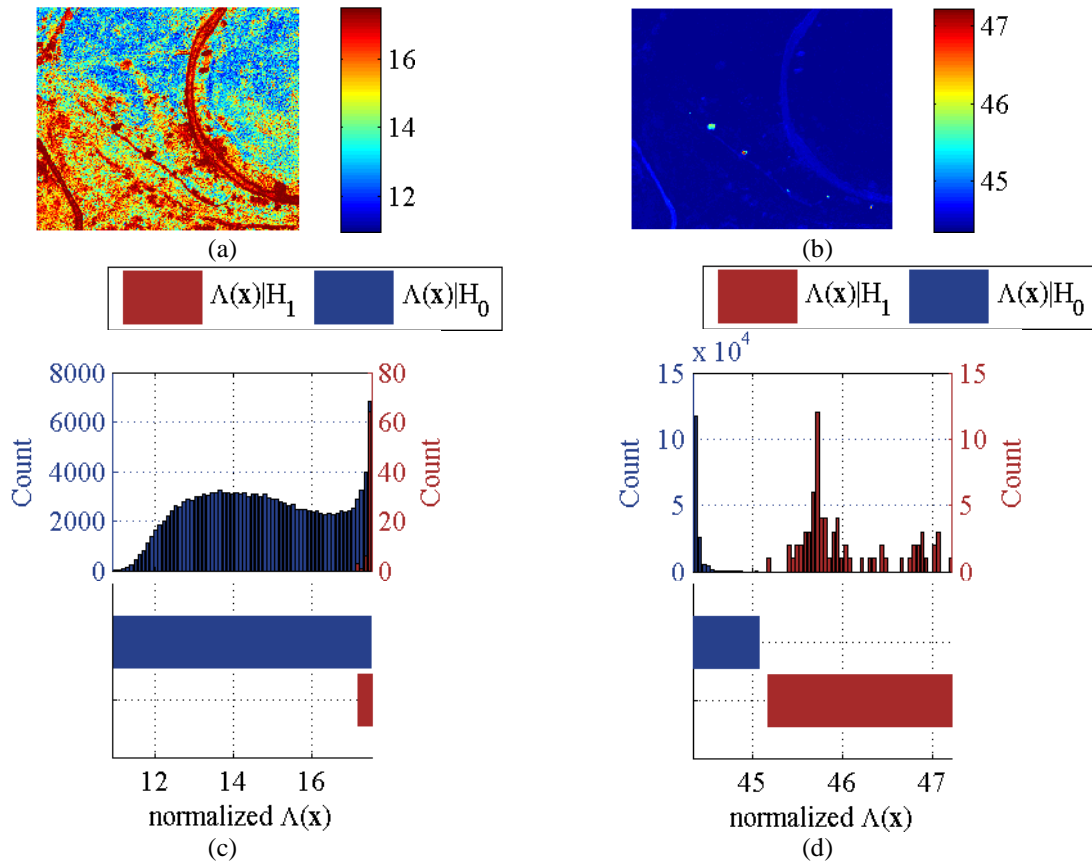 16
14
12
(a)
47
46
45
(b)
Λ(x)|H1 Λ(x)|H0
8000
6000
4000
2000
0
Count
80
60
40
20
0
Count
12 14 16
normalized Λ(x)
(c)
Λ(x)|H1 Λ(x)|H0
x 10^4
15
10
5
0
Count
15
10
5
0
Count
45 46 47
normalized Λ(x)
(d)